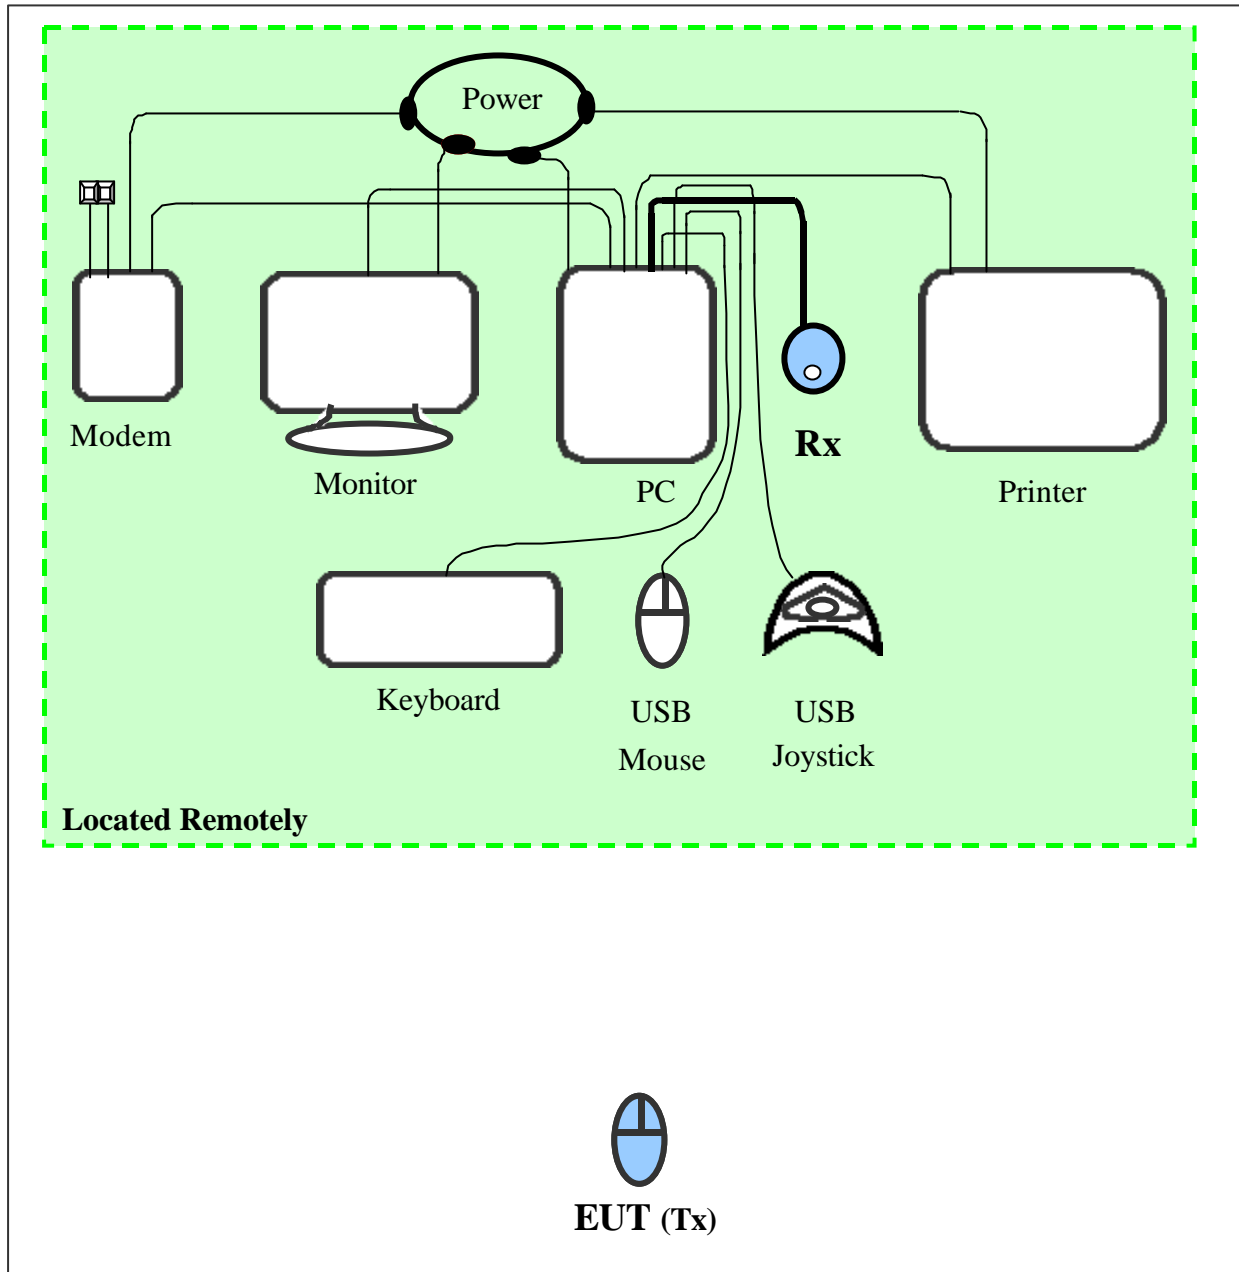 Power
Modem
Monitor
PC
Rx
Printer
Keyboard
USB
Mouse
USB
Joystick
Located Remotely
EUT (Tx)